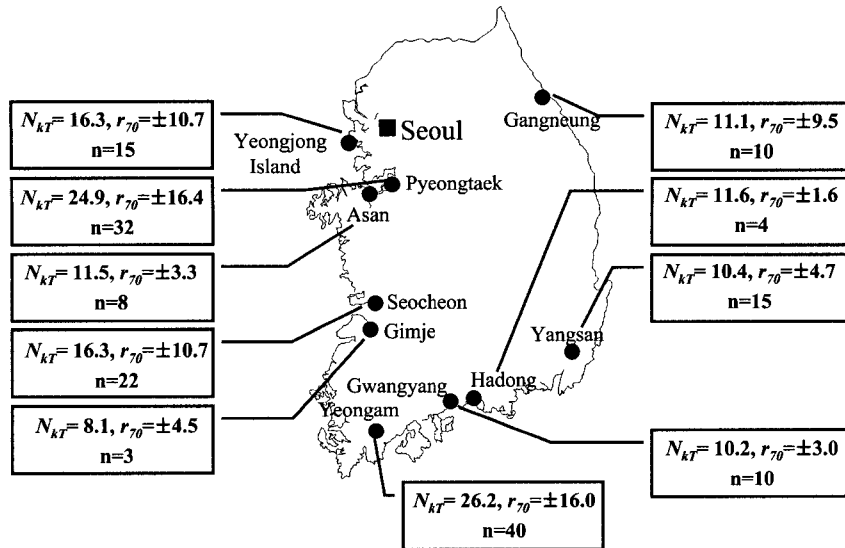 N_kT= 16.3, r_70=±10.7
n=15
Yeongjong
Island
Seoul
Gangneung
N_kT= 11.1, r_70=±9.5
n=10
N_kT= 24.9, r_70=±16.4
n=32
Pyeongtaek
Asan
N_kT= 11.6, r_70=±1.6
n=4
N_kT= 11.5, r_70=±3.3
n=8
Seocheon
Gimje
N_kT= 10.4, r_70=±4.7
n=15
Yangsan
N_kT= 16.3, r_70=±10.7
n=22
Gwangyang
Hadong
Yeongam
N_kT= 8.1, r_70=±4.5
n=3
N_kT= 10.2, r_70=±3.0
n=10
N_kT= 26.2, r_70=±16.0
n=40